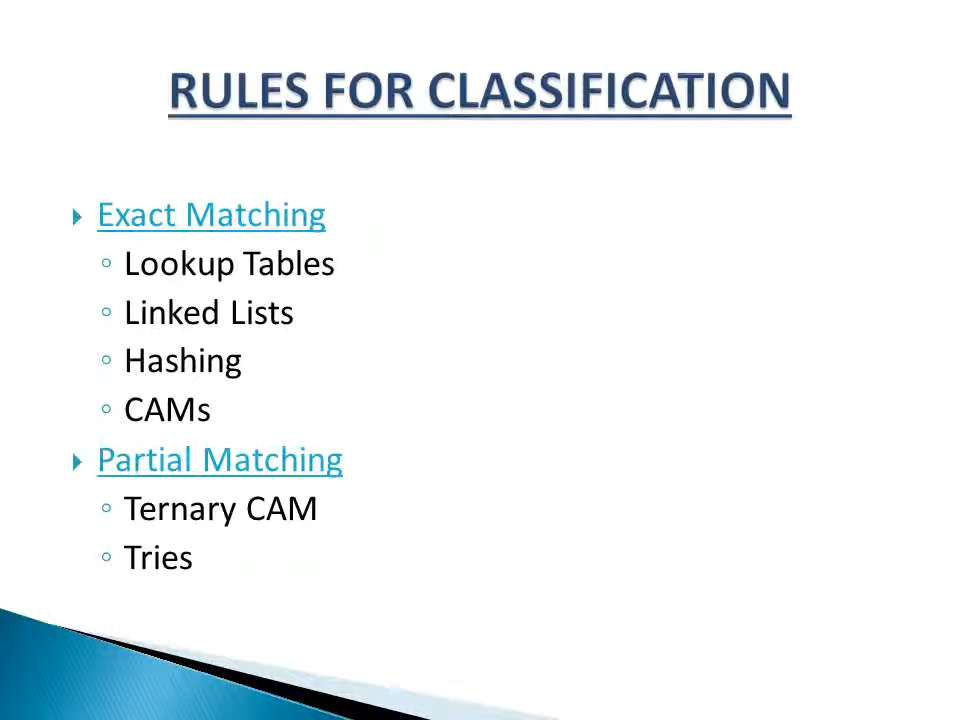 RULES FOR CLASSIFICATION
Exact Matching
Lookup Tables
Linked Lists
Hashing
CAMs
Partial Matching
Ternary CAM
Tries